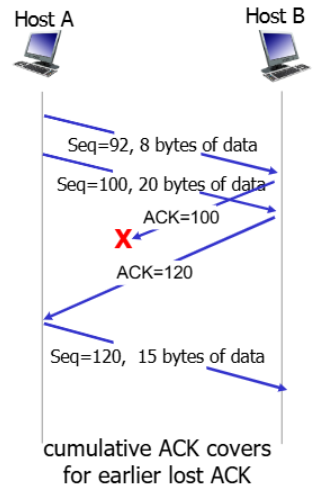 Host A
Host B
Seq=92, 8 bytes of data
Seq=100, 20 bytes of data
ACK=100
X
ACK=120
Seq=120,  15 bytes of data
cumulative ACK covers
for earlier lost ACK